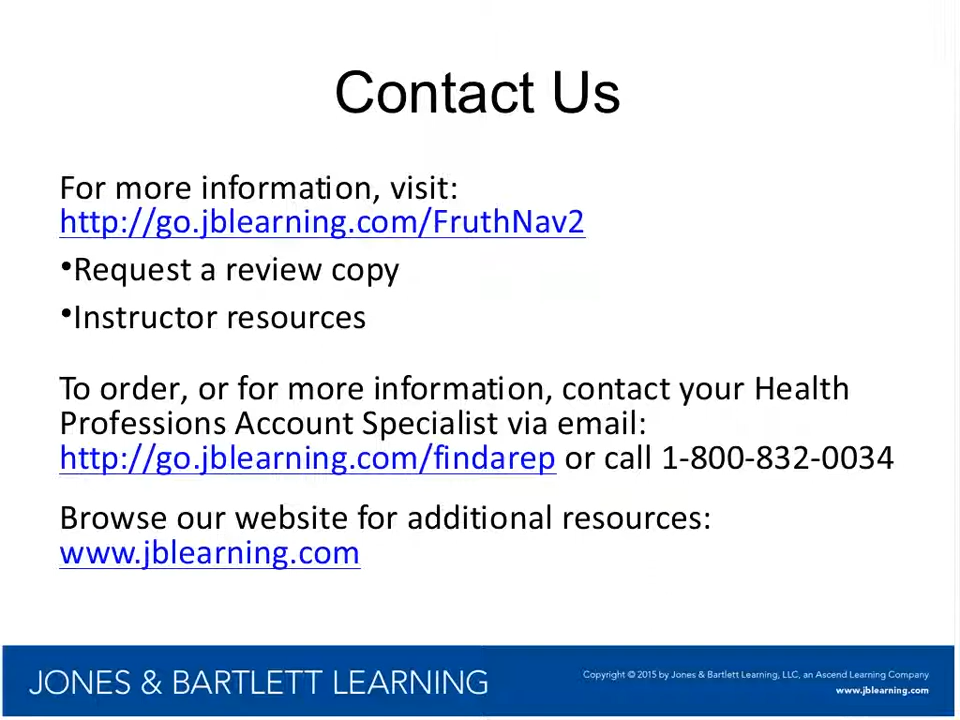 Contact Us
For more information, visit:
http://go.jblearning.com/FruthNav2
•Request a review copy
•Instructor resources
To order, or for more information, contact your Health
Professions Account Specialist via email:
http://go.jblearning.com/findarep or call 1-800-832-0034
Browse our website for additional resources:
www.jblearning.com
JONES & BARTLETT LEARNING
Copyright © 2015 by Jones & Bartlett Learning, LLC, an Ascend Learning Company
www.jblearning.com